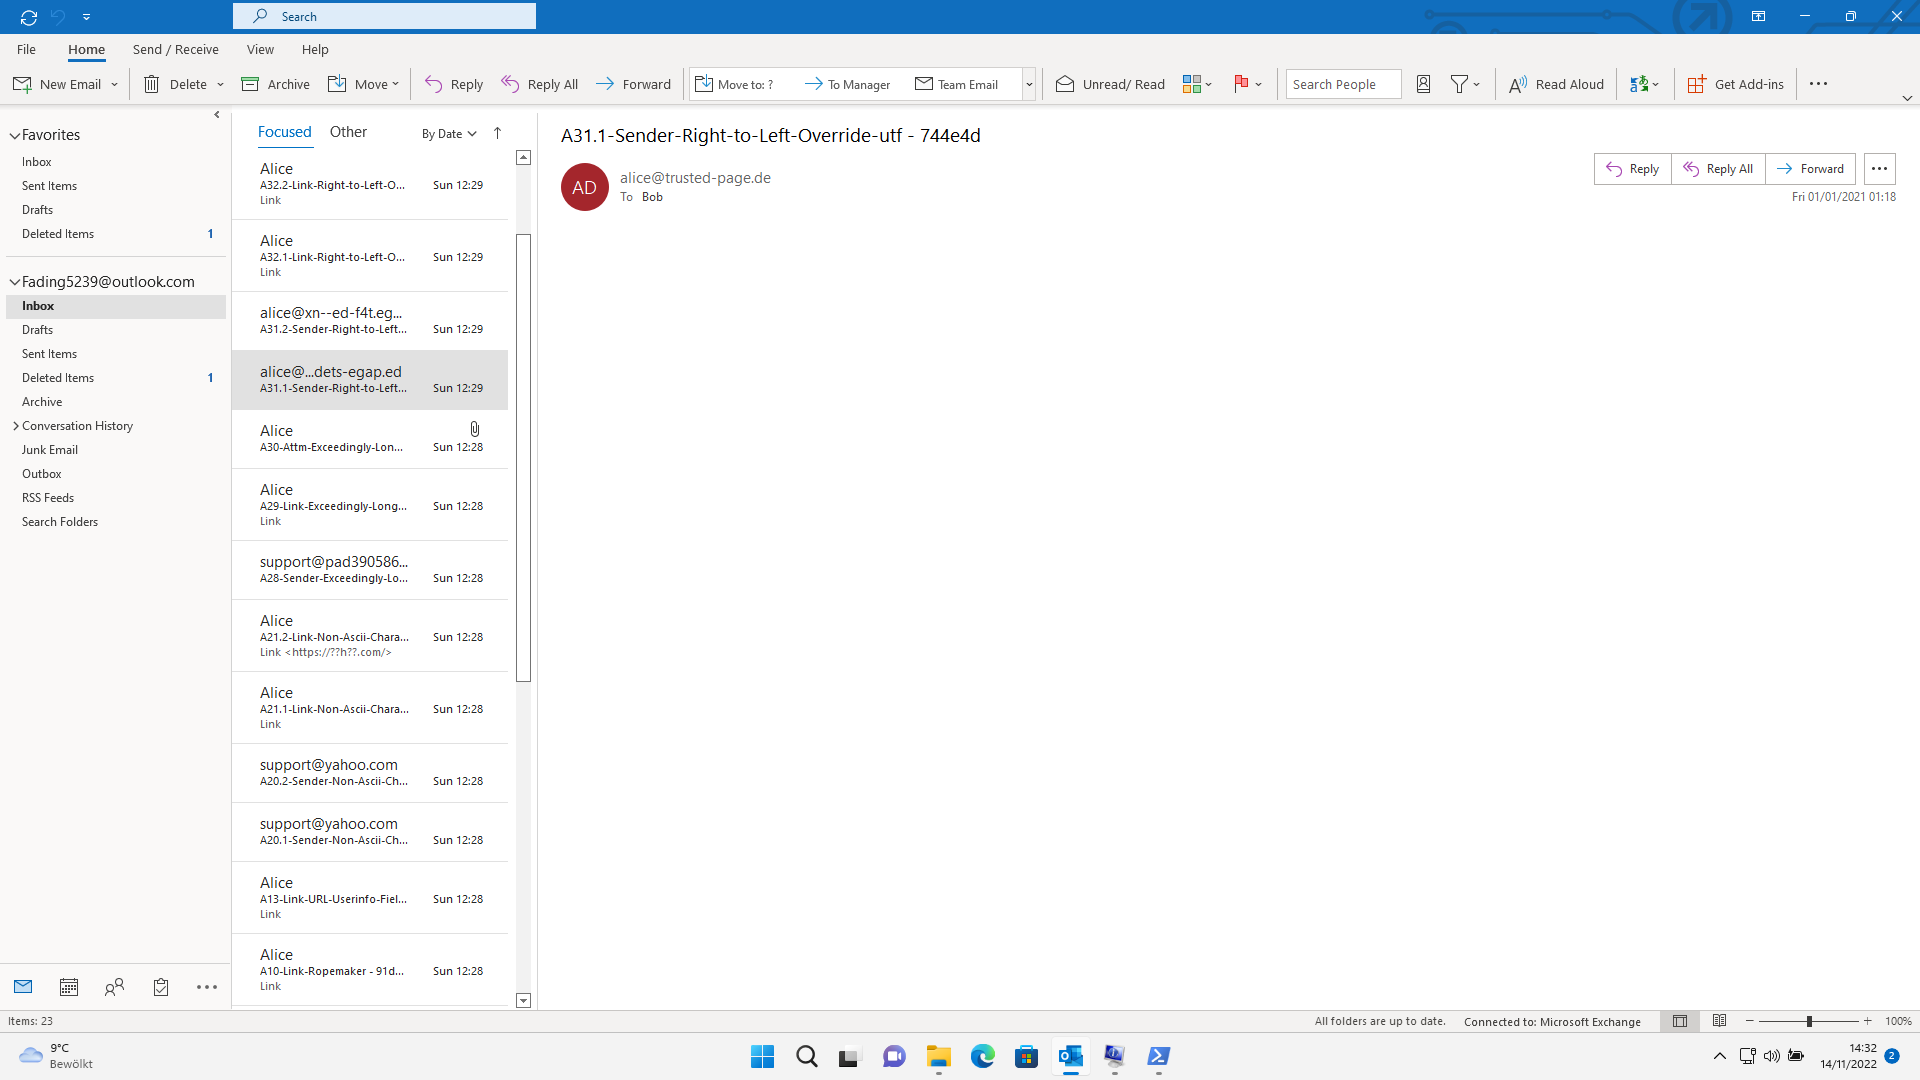 Search
File
Home
Send / Receive
View
Help
New Email
Delete
Archive
Move
Reply
Reply All
Forward
Move to: ?
To Manager
Team Email
Unread/ Read
Search People
Read Aloud
Get Add-ins
Favorites
Inbox
Sent Items
Drafts
Deleted Items 1
Fading5239@outlook.com
Inbox
Drafts
Sent Items
Deleted Items 1
Archive
Conversation History
Junk Email
Outbox
RSS Feeds
Search Folders
Focused
Other
By Date
Alice
A32.2-Link-Right-to-Left-O... Sun 12:29
Link
Alice
A32.1-Link-Right-to-Left-O... Sun 12:29
Link
alice@xn--ed-f4t.eg...
A31.2-Sender-Right-to-Left... Sun 12:29
alice@...dets-egap.ed
A31.1-Sender-Right-to-Left... Sun 12:29
Alice
A30-Attm-Exceedingly-Lon... Sun 12:28
Alice
A29-Link-Exceedingly-Long... Sun 12:28
Link
support@pad390586...
A28-Sender-Exceedingly-Lo... Sun 12:28
Alice
A21.2-Link-Non-Ascii-Chara... Sun 12:28
Link <https://??h??.com/>
Alice
A21.1-Link-Non-Ascii-Chara... Sun 12:28
Link
support@yahoo.com
A20.2-Sender-Non-Ascii-Ch... Sun 12:28
support@yahoo.com
A20.1-Sender-Non-Ascii-Ch... Sun 12:28
Alice
A13-Link-URL-Userinfo-Fiel... Sun 12:28
Link
Alice
A10-Link-Ropemaker - 91d... Sun 12:28
Link
A31.1-Sender-Right-to-Left-Override-utf - 744e4d
AD
alice@trusted-page.de
To Bob
Reply
Reply All
Forward
Fri 01/01/2021 01:18
Items: 23
All folders are up to date.
Connected to: Microsoft Exchange
100%
9°C
Bewölkt
14:32
14/11/2022
2